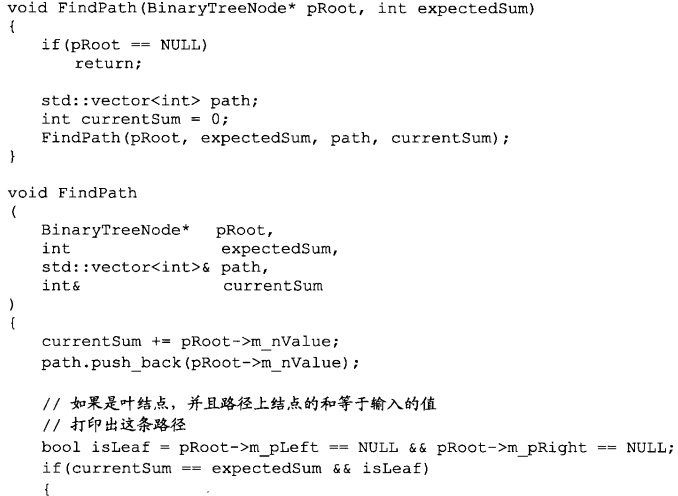 void FindPath(BinaryTreeNode* pRoot, int expectedSum)
{
    if(pRoot == NULL)
        return;

    std::vector<int> path;
    int currentSum = 0;
    FindPath(pRoot, expectedSum, path, currentSum);
}

void FindPath
(
    BinaryTreeNode*   pRoot,
    int               expectedSum,
    std::vector<int>& path,
    int&              currentSum
)
{
    currentSum += pRoot->m_nValue;
    path.push_back(pRoot->m_nValue);

    // 如果是叶结点，并且路径上结点的和等于输入的值
    // 打印出这条路径
    bool isLeaf = pRoot->m_pLeft == NULL && pRoot->m_pRight == NULL;
    if(currentSum == expectedSum && isLeaf)
    {